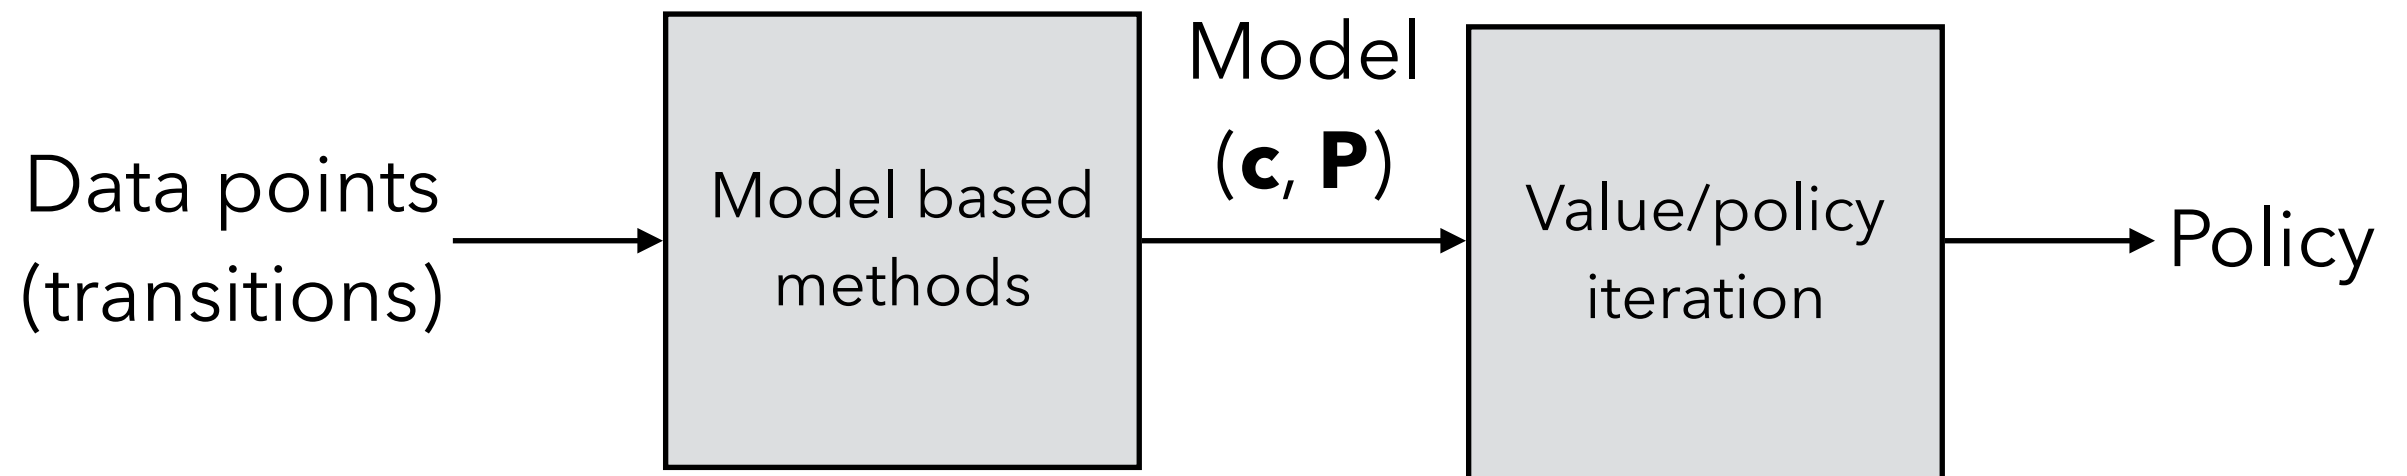 Data points
(transitions)
Model based
methods
Model
(c, P)
Value/policy
iteration
Policy